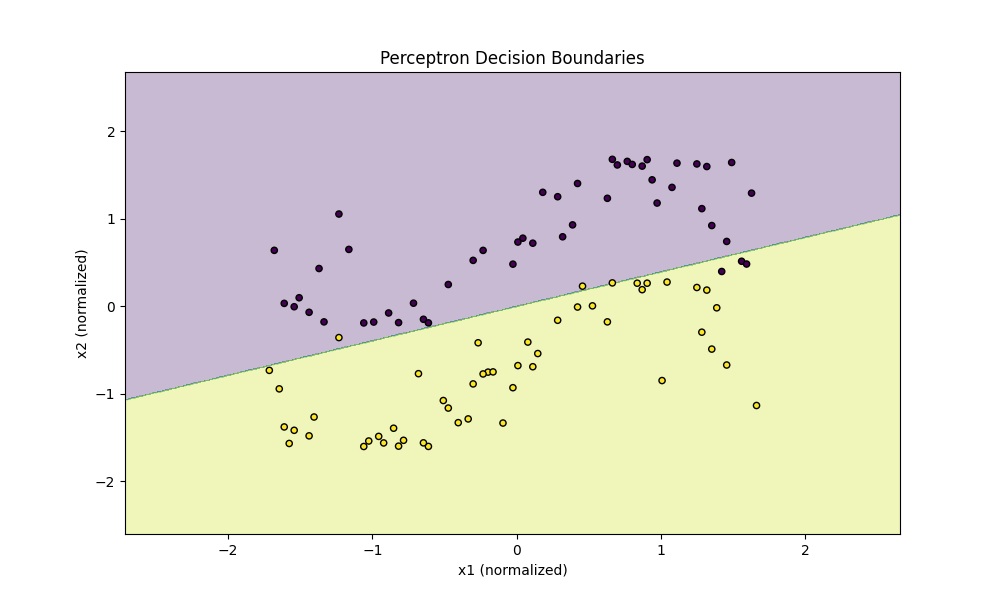 Perceptron Decision Boundaries
2
1
0
−1
−2
x2 (normalized)
−2 −1 0 1 2
x1 (normalized)